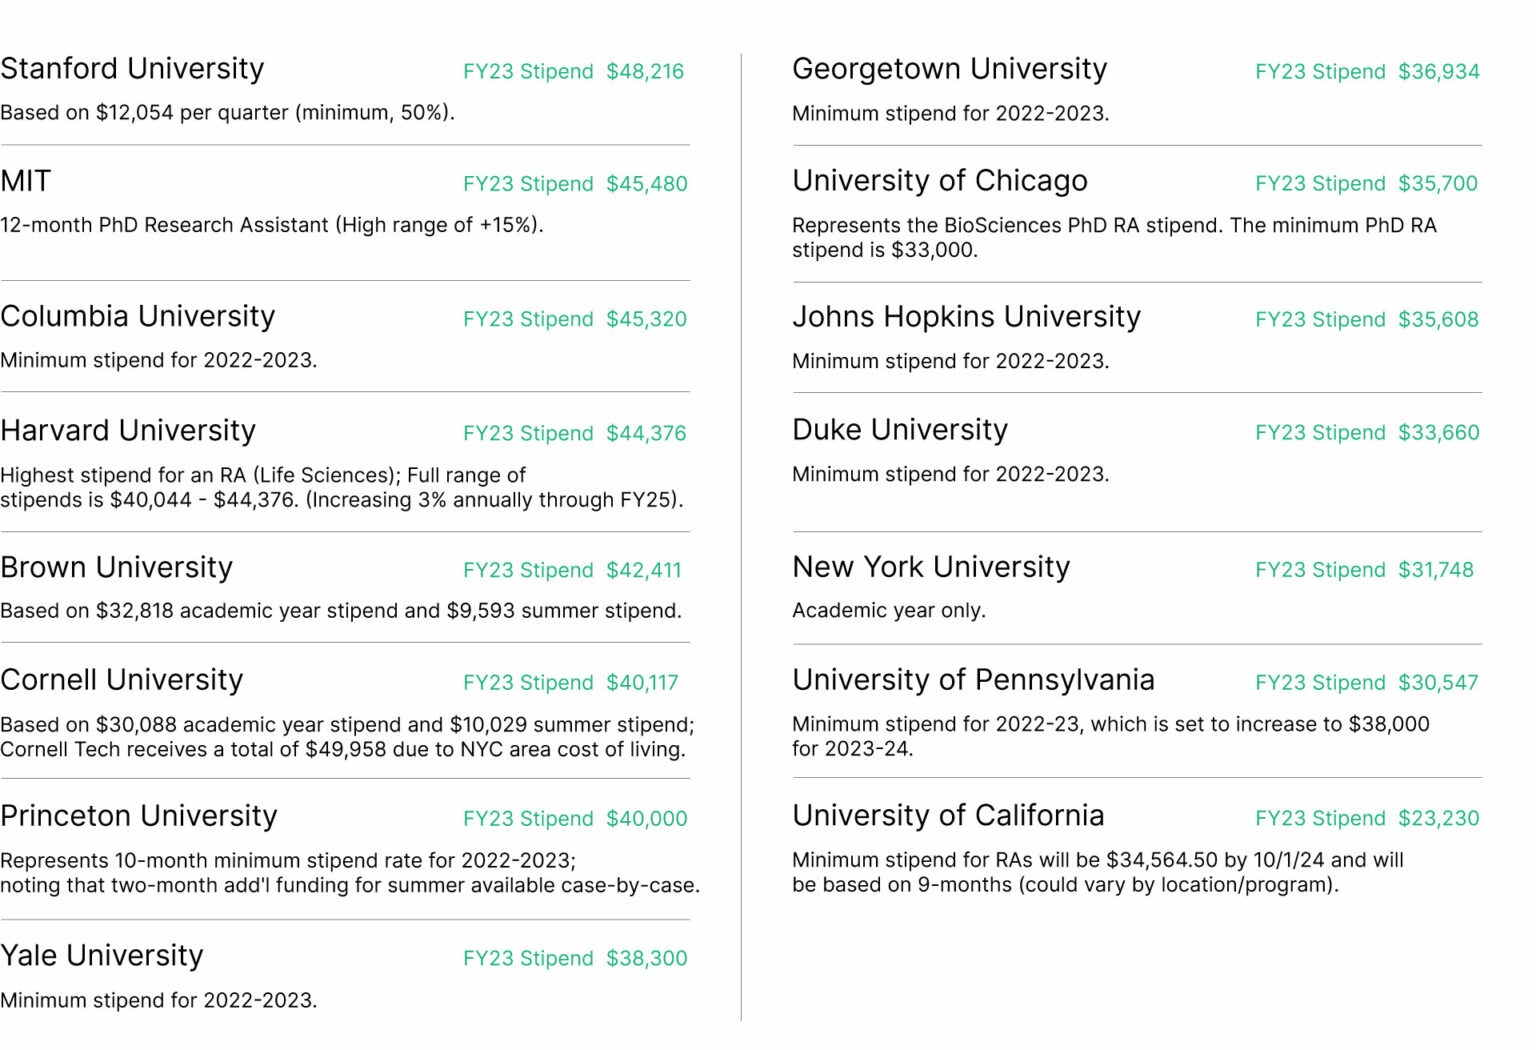 Stanford University FY23 Stipend $48,216
Based on $12,054 per quarter (minimum, 50%).
MIT FY23 Stipend $45,480
12-month PhD Research Assistant (High range of +15%).
Columbia University FY23 Stipend $45,320
Minimum stipend for 2022-2023.
Harvard University FY23 Stipend $44,376
Highest stipend for an RA (Life Sciences); Full range of
stipends is $40,044 - $44,376. (Increasing 3% annually through FY25).
Brown University FY23 Stipend $42,411
Based on $32,818 academic year stipend and $9,593 summer stipend.
Cornell University FY23 Stipend $40,117
Based on $30,088 academic year stipend and $10,029 summer stipend;
Cornell Tech receives a total of $49,958 due to NYC area cost of living.
Princeton University FY23 Stipend $40,000
Represents 10-month minimum stipend rate for 2022-2023;
noting that two-month add'l funding for summer available case-by-case.
Yale University FY23 Stipend $38,300
Minimum stipend for 2022-2023.
Georgetown University FY23 Stipend $36,934
Minimum stipend for 2022-2023.
University of Chicago FY23 Stipend $35,700
Represents the BioSciences PhD RA stipend. The minimum PhD RA
stipend is $33,000.
Johns Hopkins University FY23 Stipend $35,608
Minimum stipend for 2022-2023.
Duke University FY23 Stipend $33,660
Minimum stipend for 2022-2023.
New York University FY23 Stipend $31,748
Academic year only.
University of Pennsylvania FY23 Stipend $30,547
Minimum stipend for 2022-23, which is set to increase to $38,000
for 2023-24.
University of California FY23 Stipend $23,230
Minimum stipend for RAs will be $34,564.50 by 10/1/24 and will
be based on 9-months (could vary by location/program).